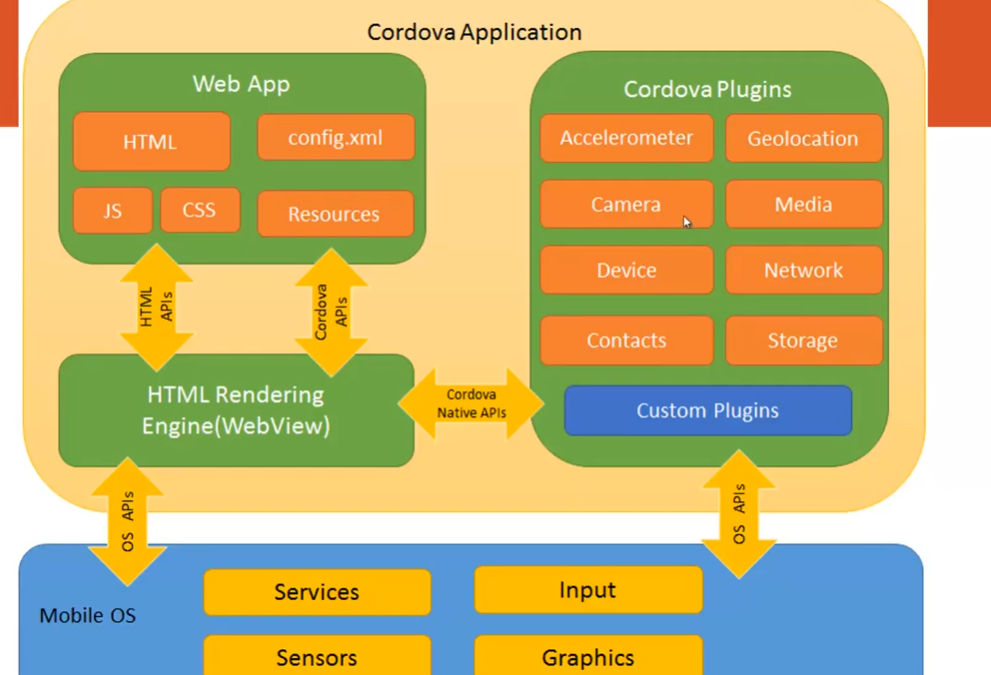 Cordova Application
Web App
HTML
config.xml
JS
CSS
Resources
HTML
APIs
Cordova
APIs
HTML Rendering
Engine(WebView)
Cordova
Native APIs
Cordova Plugins
Accelerometer
Geolocation
Camera
Media
Device
Network
Contacts
Storage
Custom Plugins
OS APIs
OS APIs
Mobile OS
Services
Input
Sensors
Graphics